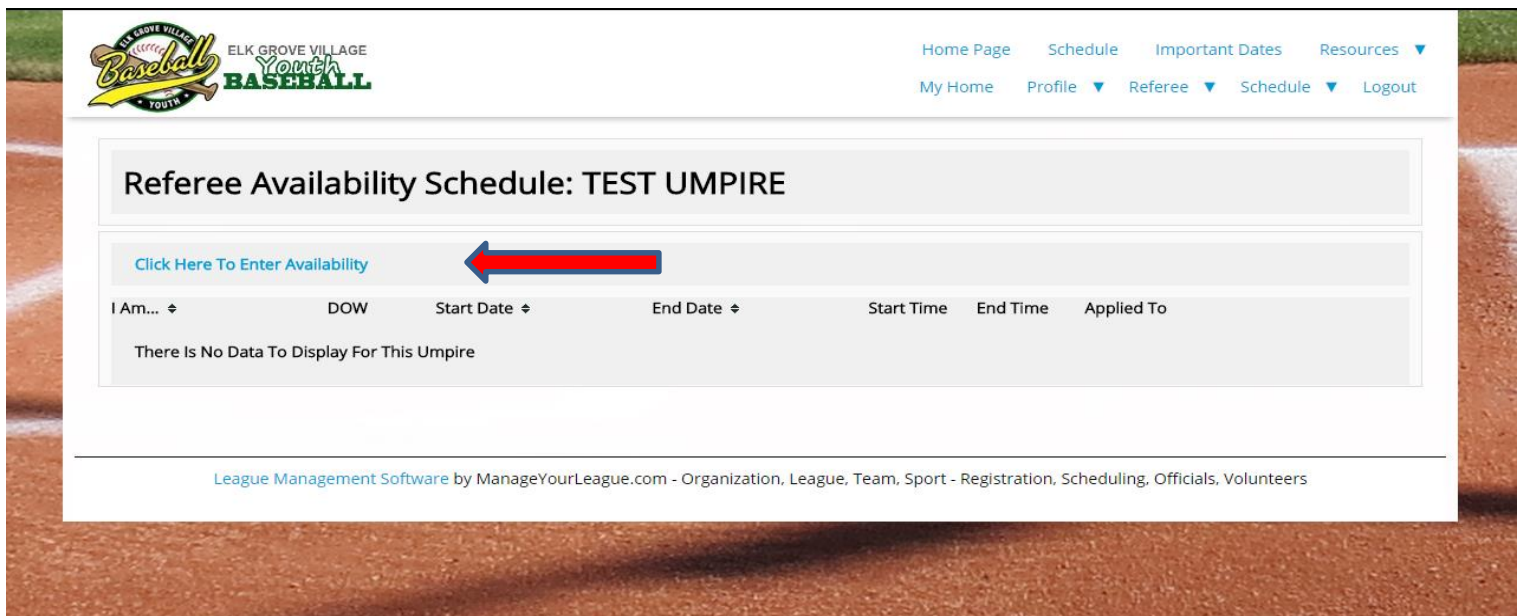 ELK GROVE VILLAGE
Baseball
YOUTH
ELK GROVE VILLAGE
Youth
BASEBALL
Home Page Schedule Important Dates Resources ▼
My Home Profile ▼ Referee ▼ Schedule ▼ Logout
Referee Availability Schedule: TEST UMPIRE
Click Here To Enter Availability
I Am... DOW Start Date End Date Start Time End Time Applied To
There Is No Data To Display For This Umpire
League Management Software by ManageYourLeague.com - Organization, League, Team, Sport - Registration, Scheduling, Officials, Volunteers